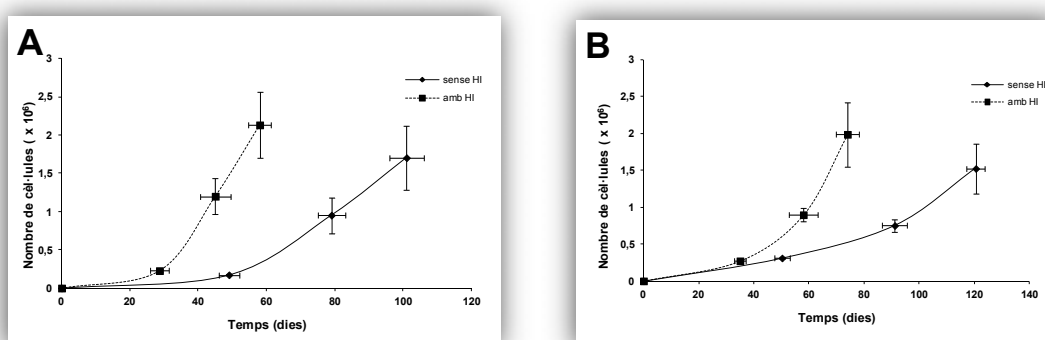 A
3
2,5
2
1,5
1
0,5
0
Nombre de cèl·lules ( x 10⁶)
sense HI
amb HI
0 20 40 60 80 100 120
Temps (dies)
B
3
2,5
2
1,5
1
0,5
0
Nombre de cèl·lules ( x 10⁶)
sense HI
amb HI
0 20 40 60 80 100 120 140
Temps (dies)